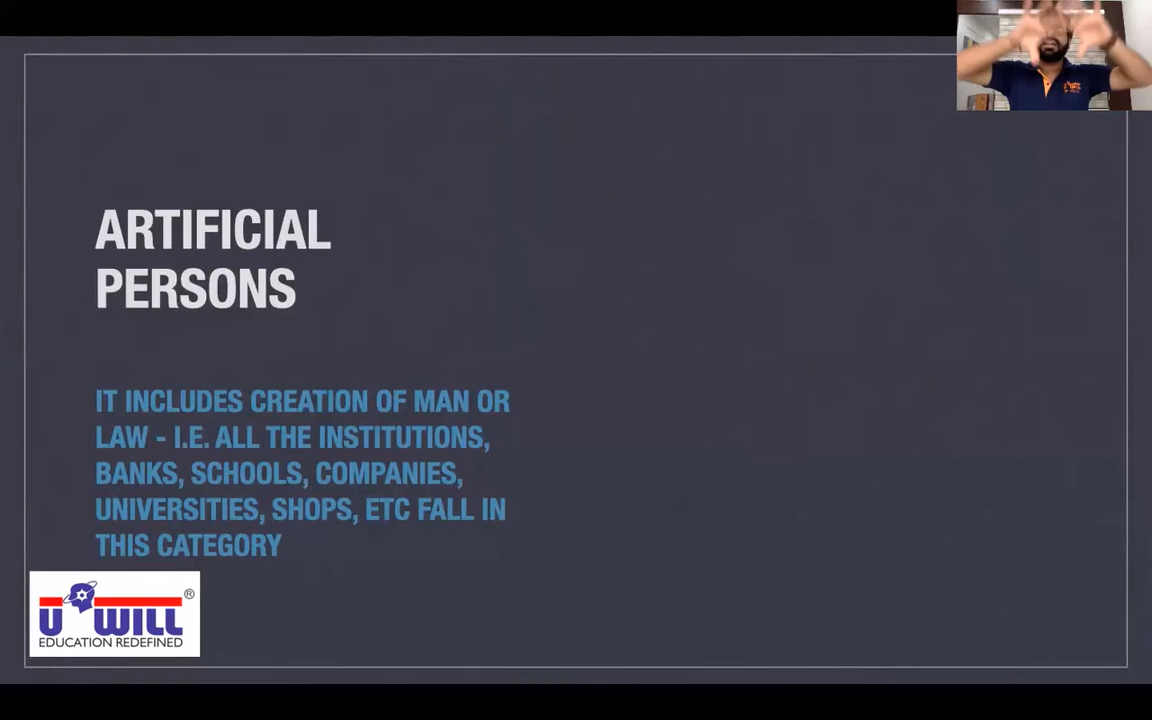 ARTIFICIAL
PERSONS
IT INCLUDES CREATION OF MAN OR
LAW - I.E. ALL THE INSTITUTIONS,
BANKS, SCHOOLS, COMPANIES,
UNIVERSITIES, SHOPS, ETC FALL IN
THIS CATEGORY
U WILL ®
EDUCATION REDEFINED